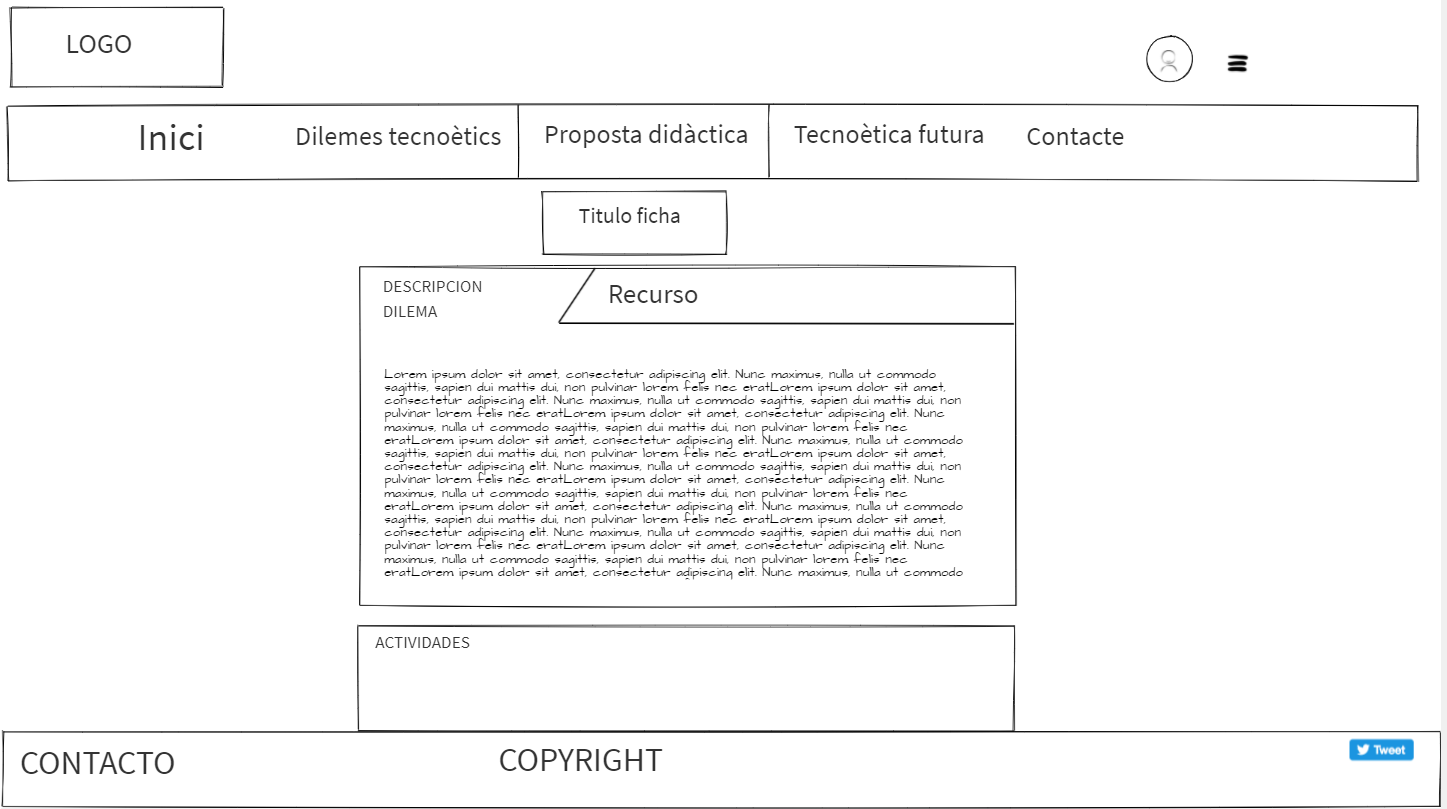 LOGO
Inici
Dilemes tecnoètics
Proposta didàctica
Tecnoètica futura
Contacte
Titulo ficha
DESCRIPCION
DILEMA
Recurso
Lorem ipsum dolor sit amet, consectetur adipiscing elit. Nunc maximus, nulla ut commodo
sagittis, sapien dui mattis dui, non pulvinar lorem felis nec eratLorem ipsum dolor sit amet,
consectetur adipiscing elit. Nunc maximus, nulla ut commodo sagittis, sapien dui mattis dui, non
pulvinar lorem felis nec eratLorem ipsum dolor sit amet, consectetur adipiscing elit. Nunc
maximus, nulla ut commodo sagittis, sapien dui mattis dui, non pulvinar lorem felis nec
eratLorem ipsum dolor sit amet, consectetur adipiscing elit. Nunc maximus, nulla ut commodo
sagittis, sapien dui mattis dui, non pulvinar lorem felis nec eratLorem ipsum dolor sit amet,
consectetur adipiscing elit. Nunc maximus, nulla ut commodo sagittis, sapien dui mattis dui, non
pulvinar lorem felis nec eratLorem ipsum dolor sit amet, consectetur adipiscing elit. Nunc
maximus, nulla ut commodo sagittis, sapien dui mattis dui, non pulvinar lorem felis nec
eratLorem ipsum dolor sit amet, consectetur adipiscing elit. Nunc maximus, nulla ut commodo
sagittis, sapien dui mattis dui, non pulvinar lorem felis nec eratLorem ipsum dolor sit amet,
consectetur adipiscing elit. Nunc maximus, nulla ut commodo sagittis, sapien dui mattis dui, non
pulvinar lorem felis nec eratLorem ipsum dolor sit amet, consectetur adipiscing elit. Nunc
maximus, nulla ut commodo sagittis, sapien dui mattis dui, non pulvinar lorem felis nec
eratLorem ipsum dolor sit amet, consectetur adipiscing elit. Nunc maximus, nulla ut commodo
ACTIVIDADES
CONTACTO
COPYRIGHT
Tweet